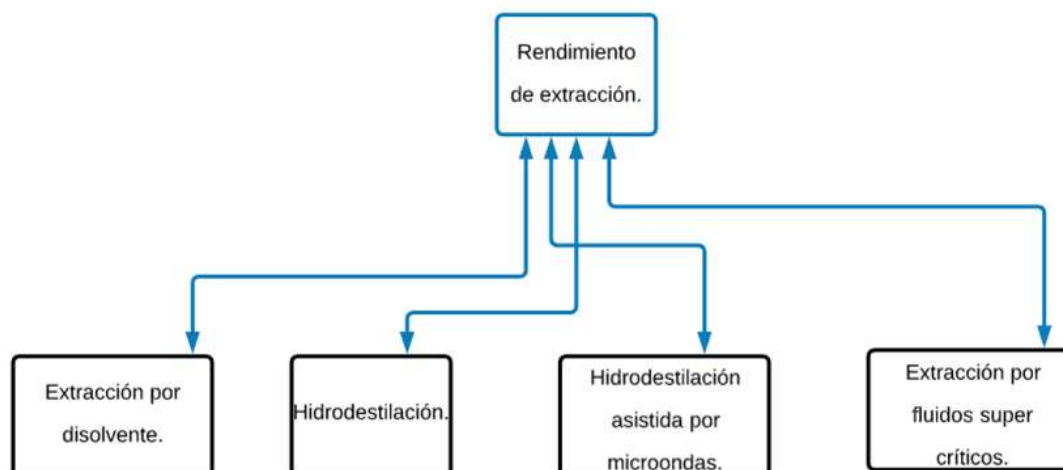 Rendimiento
de extracción.
Extracción por
disolvente.
Hidrodestilación.
Hidrodestilación
asistida por
microondas.
Extracción por
fluidos super
críticos.